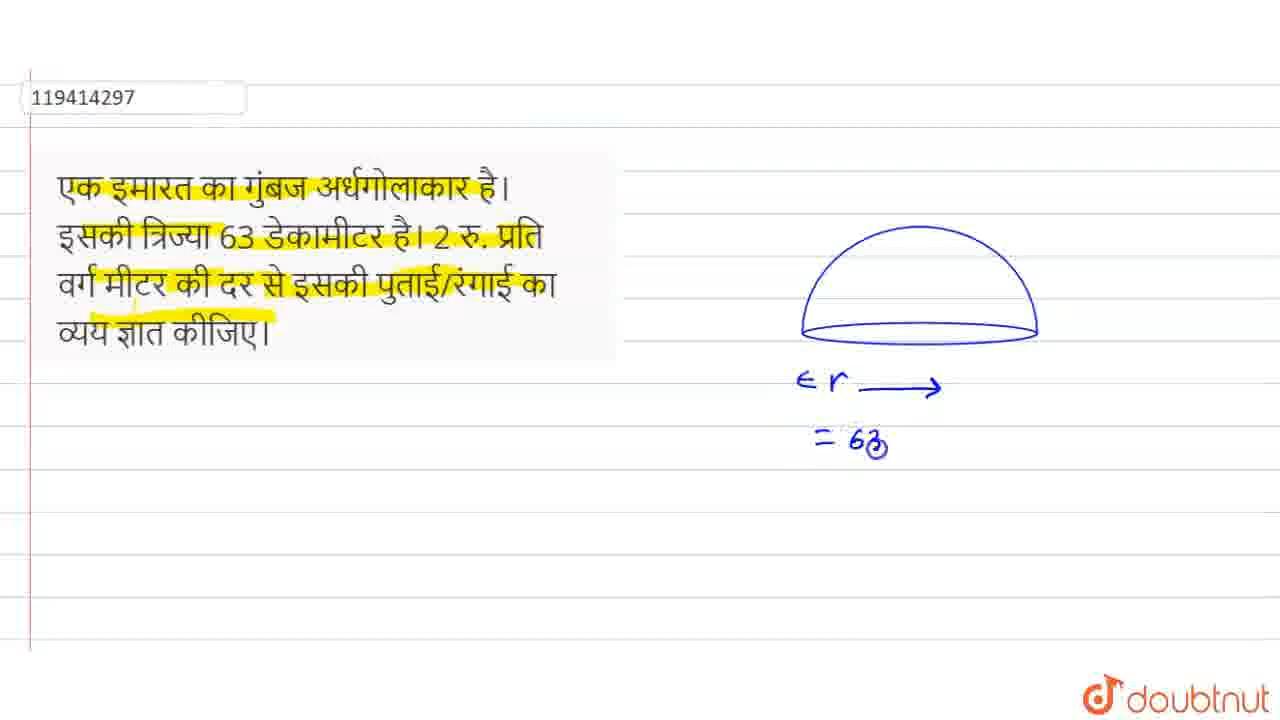 119414297
एक इमारत का गुंबज अर्धगोलाकार है।
इसकी त्रिज्या 63 डेकामीटर है। 2 रु. प्रति
वर्ग मीटर की दर से इसकी पुताई/रंगाई का
व्यय ज्ञात कीजिए।
r
= 63
doubtnut